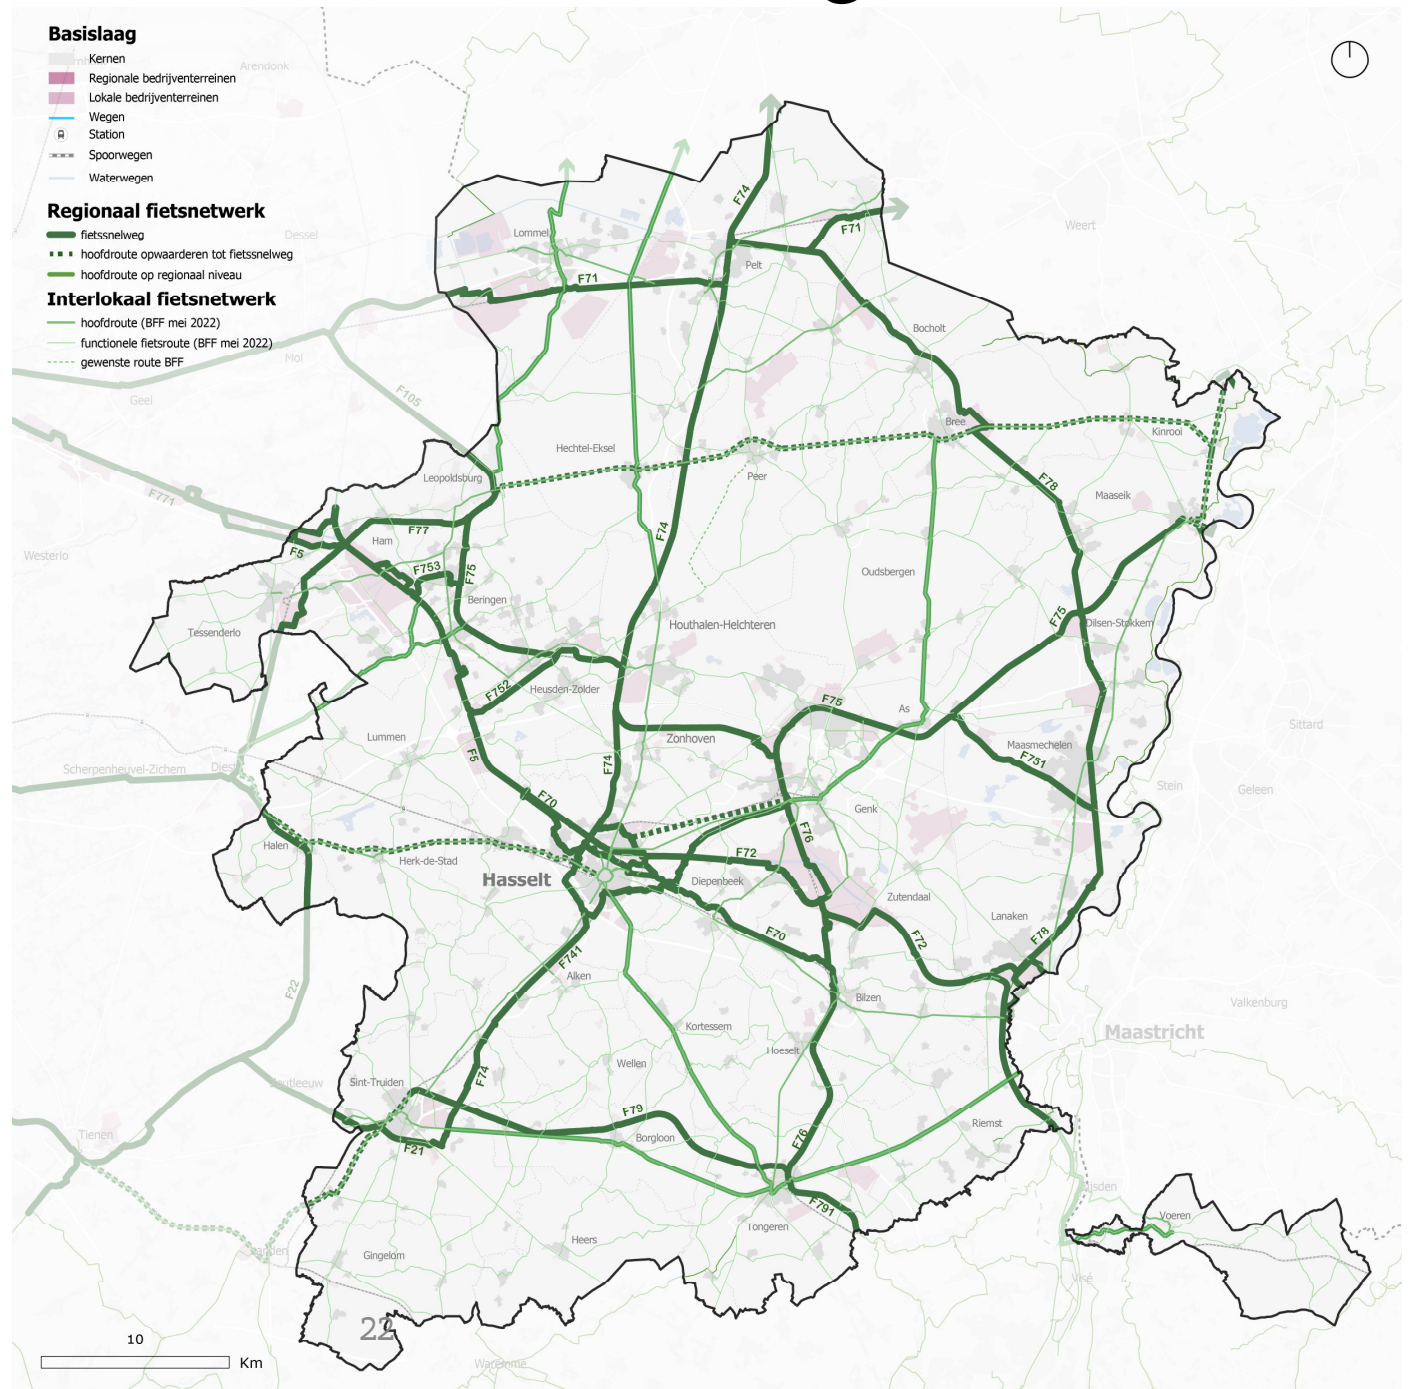 Basislaag
Kernen
Regionale bedrijventerreinen
Lokale bedrijventerreinen
Wegen
Station
Spoorwegen
Waterwegen
Regionaal fietsnetwerk
fietssnelweg
hoofdroute opwaarderen tot fietssnelweg
hoofdroute op regionaal niveau
Interlokaal fietsnetwerk
hoofdroute (BFF mei 2022)
functionele fietsroute (BFF mei 2022)
gewenste route BFF
Arendonk
Dessel
Mol
Geel
F105
F771
Westerlo
Lommel
F71
F74
F71
Pelt
Weert
Bocholt
Hechtel-Eksel
Leopoldsburg
Peer
Bree
Kinrooi
F78
Maaseik
F77
F5
Ham
F753
F75
Beringen
F74
Oudsbergen
Tessenderlo
Houthalen-Helchteren
F75
Dilsen-Stokkem
F752
Heusden-Zolder
F75
As
Sittard
Lummen
Zonhoven
Maasmechelen
F751
Scherpenheuvel-Zichem
Diest
F5
F74
F70
Stein
Geleen
Genk
F76
Halen
Herk-de-Stad
F72
Hasselt
Diepenbeek
Zutendaal
Lanaken
F70
F72
F78
F741
Alken
F22
Bilzen
Valkenburg
Kortessem
Maastricht
Hoeselt
Wellen
F74
Sint-Truiden
F79
Borgloon
Riemst
Tienen
F21
F76
F791
Tongeren
Voeren
Heers
Gingelom
Visé
22
10
Km
Waremme